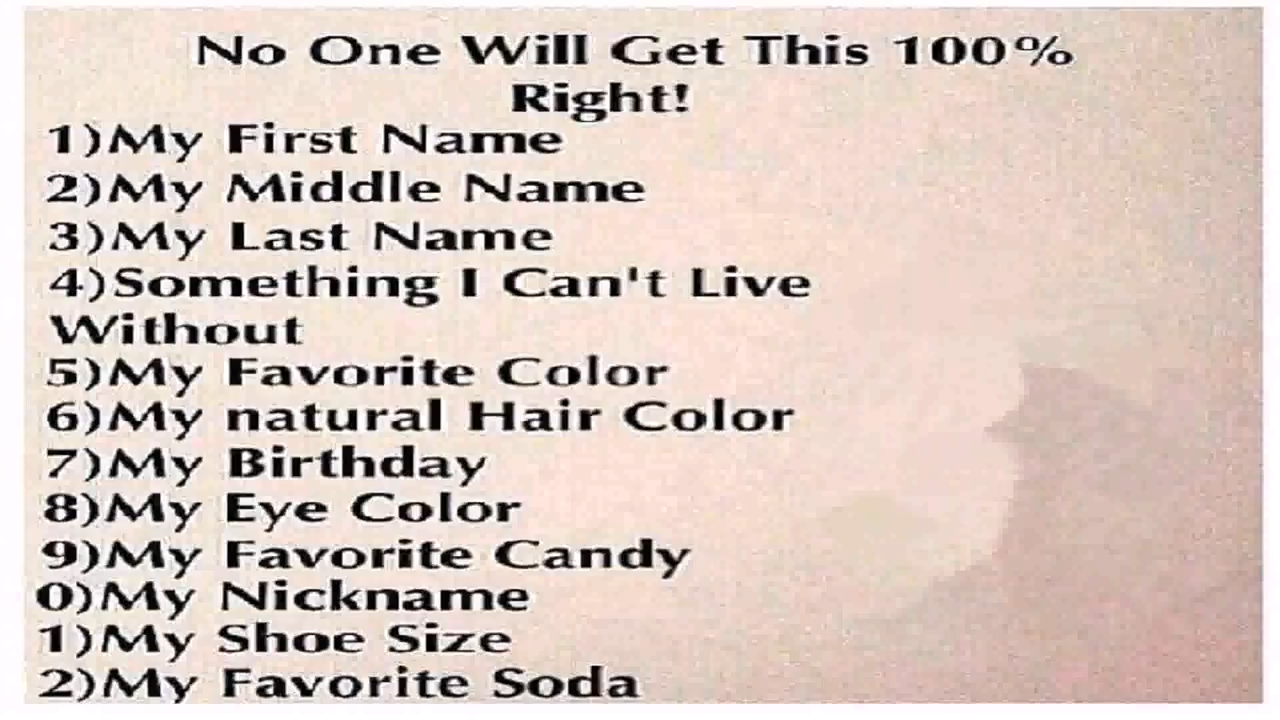 No One Will Get This 100%
Right!
1)My First Name
2)My Middle Name
3)My Last Name
4)Something I Can't Live
Without
5)My Favorite Color
6)My natural Hair Color
7)My Birthday
8)My Eye Color
9)My Favorite Candy
0)My Nickname
1)My Shoe Size
2)My Favorite Soda